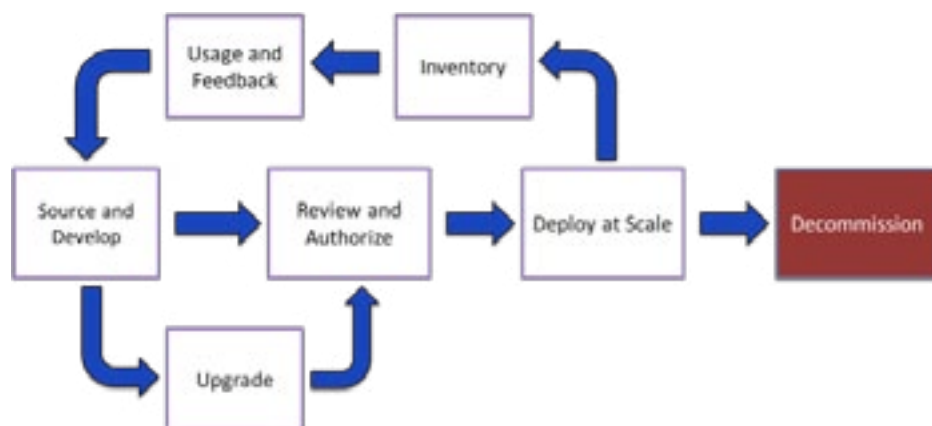 Usage and
Feedback
Inventory
Source and
Develop
Review and
Authorize
Deploy at Scale
Decommission
Upgrade